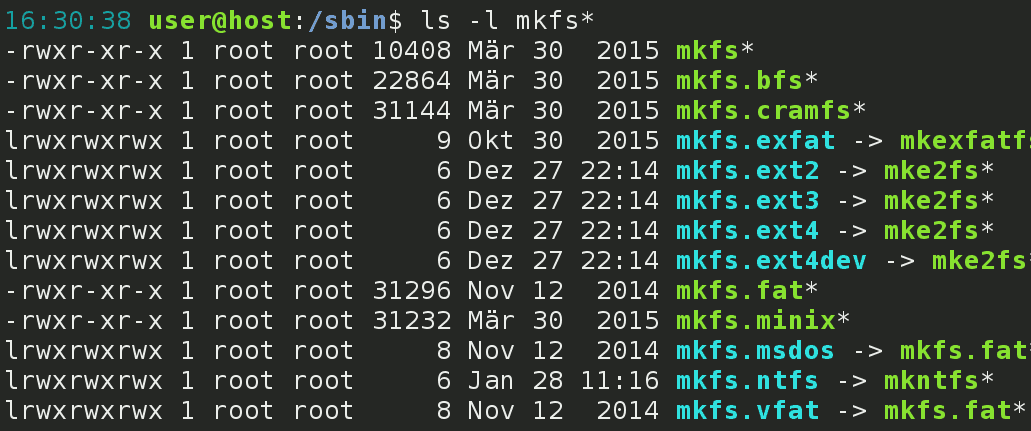 16:30:38 user@host:/sbin$ ls -l mkfs*
-rwxr-xr-x 1 root root 10408 Mär 30  2015 mkfs*
-rwxr-xr-x 1 root root 22864 Mär 30  2015 mkfs.bfs*
-rwxr-xr-x 1 root root 31144 Mär 30  2015 mkfs.cramfs*
lrwxrwxrwx 1 root root     9 Okt 30  2015 mkfs.exfat -> mkexfatfs
lrwxrwxrwx 1 root root     6 Dez 27 22:14 mkfs.ext2 -> mke2fs*
lrwxrwxrwx 1 root root     6 Dez 27 22:14 mkfs.ext3 -> mke2fs*
lrwxrwxrwx 1 root root     6 Dez 27 22:14 mkfs.ext4 -> mke2fs*
lrwxrwxrwx 1 root root     6 Dez 27 22:14 mkfs.ext4dev -> mke2fs*
-rwxr-xr-x 1 root root 31296 Nov 12  2014 mkfs.fat*
-rwxr-xr-x 1 root root 31232 Mär 30  2015 mkfs.minix*
lrwxrwxrwx 1 root root     8 Nov 12  2014 mkfs.msdos -> mkfs.fat*
lrwxrwxrwx 1 root root     6 Jan 28 11:16 mkfs.ntfs -> mkntfs*
lrwxrwxrwx 1 root root     8 Nov 12  2014 mkfs.vfat -> mkfs.fat*